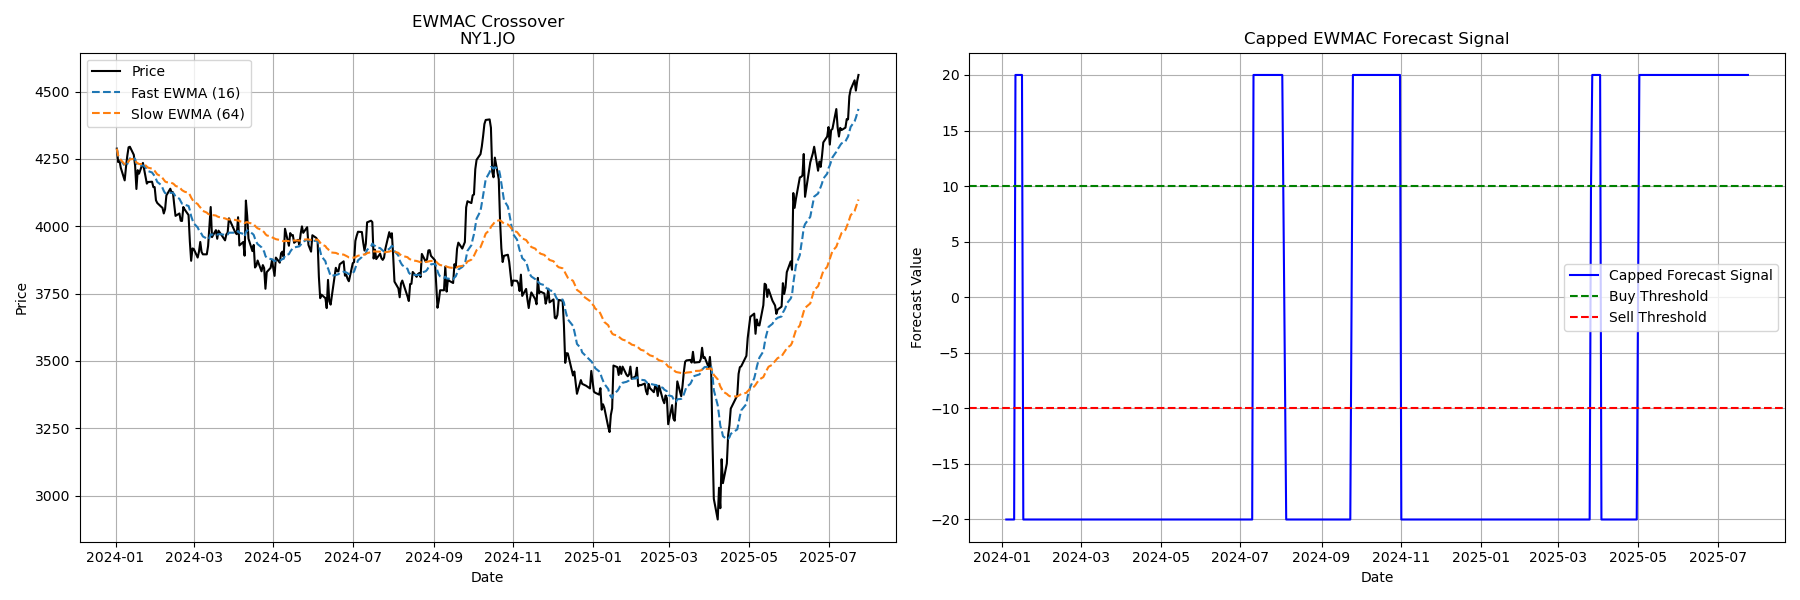 EWMAC Crossover
NY1.JO
Price
Fast EWMA (16)
Slow EWMA (64)
Price
4500
4250
4000
3750
3500
3250
3000
2024-01 2024-03 2024-05 2024-07 2024-09 2024-11 2025-01 2025-03 2025-05 2025-07
Date
Capped EWMAC Forecast Signal
Forecast Value
20
15
10
5
0
−5
−10
−15
−20
Capped Forecast Signal
Buy Threshold
Sell Threshold
2024-01 2024-03 2024-05 2024-07 2024-09 2024-11 2025-01 2025-03 2025-05 2025-07
Date